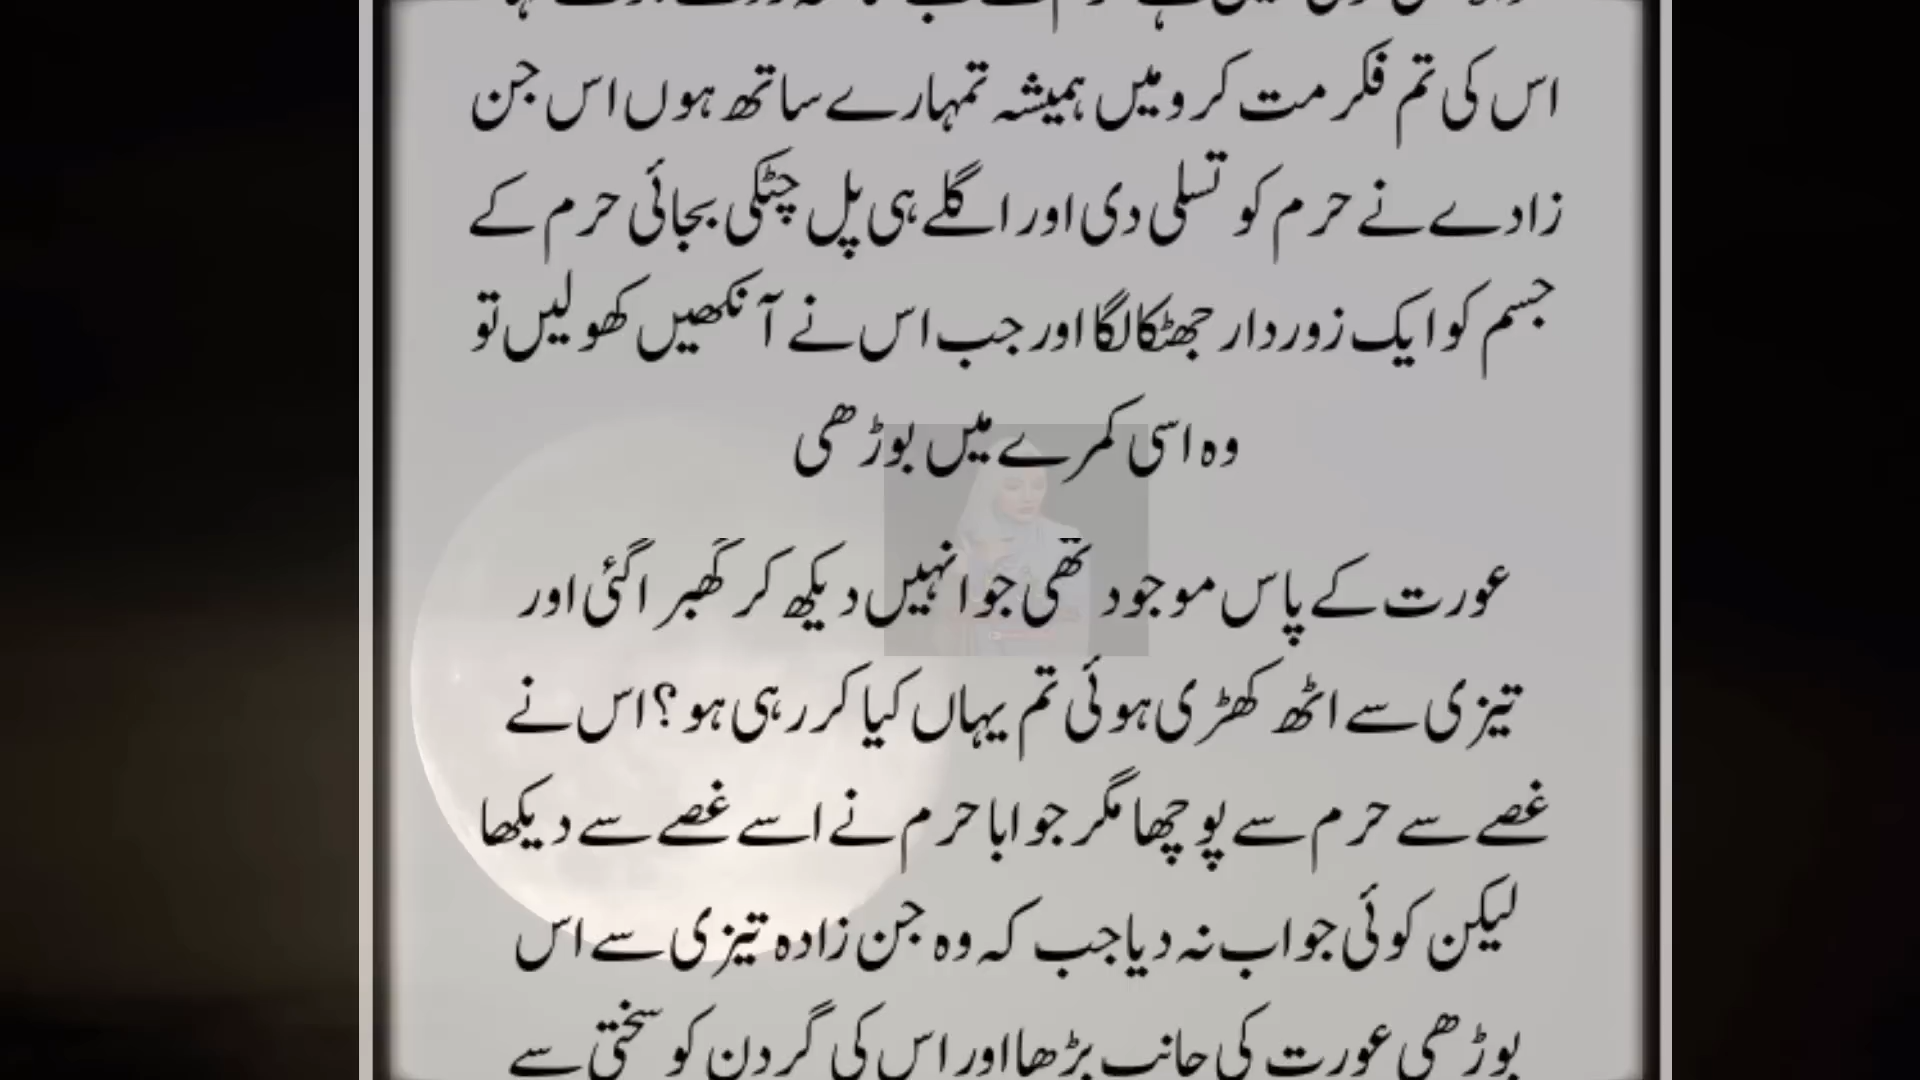 اس کی تم فکر مت کرو میں ہمیشہ تمہارے ساتھ ہوں اس جن
زادے نے حرم کو تسلی دی اور اگلے ہی پل چٹکی بجائی حرم کے
جسم کو ایک زوردار جھٹکا لگا اور جب اس نے آنکھیں کھولیں تو
وہ اسی کمرے میں بوڑھی
عورت کے پاس موجود تھی جو انہیں دیکھ کر گھبرا گئی اور
تیزی سے اٹھ کھڑی ہوئی تم یہاں کیا کر رہی ہو؟ اس نے
غصے سے حرم سے پوچھا مگر جوابا حرم نے اسے غصے سے دیکھا
لیکن کوئی جواب نہ دیا جب کہ وہ جن زادہ تیزی سے اس
بوڑھی عورت کی جانب بڑھا اور اس کی گردن کو سختی سے